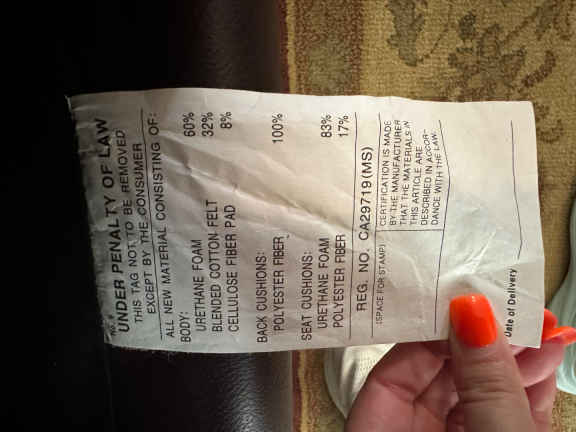 UNDER PENALTY OF LAW
THIS TAG NOT TO BE REMOVED
EXCEPT BY THE CONSUMER
ALL NEW MATERIAL CONSISTING OF:
BODY:
URETHANE FOAM 60%
BLENDED COTTON FELT 32%
CELLULOSE FIBER PAD 8%
BACK CUSHIONS:
POLYESTER FIBER 100%
SEAT CUSHIONS:
URETHANE FOAM 83%
POLYESTER FIBER 17%
REG. NO. CA29719(MS)
(SPACE FOR STAMP)
CERTIFICATION IS MADE
BY THE MANUFACTURER
THAT THE MATERIALS IN
THIS ARTICLE ARE
DESCRIBED IN ACCOR-
DANCE WITH THE LAW.
Date of Delivery